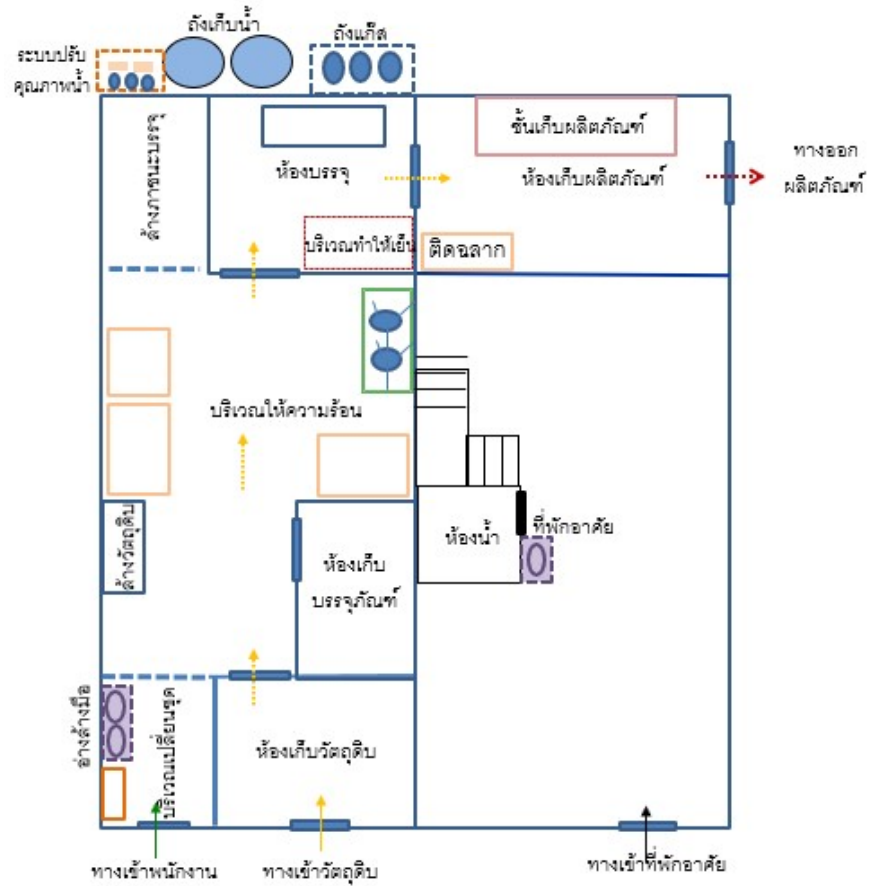 ถังเก็บน้ำ
ถังแก๊ส
ระบบปรับ
คุณภาพน้ำ
ล้างภาชนะบรรจุ
ห้องบรรจุ
ชั้นเก็บผลิตภัณฑ์
ห้องเก็บผลิตภัณฑ์
ทางออก
ผลิตภัณฑ์
บริเวณทำให้เย็น
ติดฉลาก
บริเวณให้ความร้อน
ล้างวัตถุดิบ
ห้องเก็บ
บรรจุภัณฑ์
ห้องน้ำ
ที่พักอาศัย
อ่างล้างมือ
บริเวณเปลี่ยนชุด
ห้องเก็บวัตถุดิบ
ทางเข้าพนักงาน
ทางเข้าวัตถุดิบ
ทางเข้าที่พักอาศัย